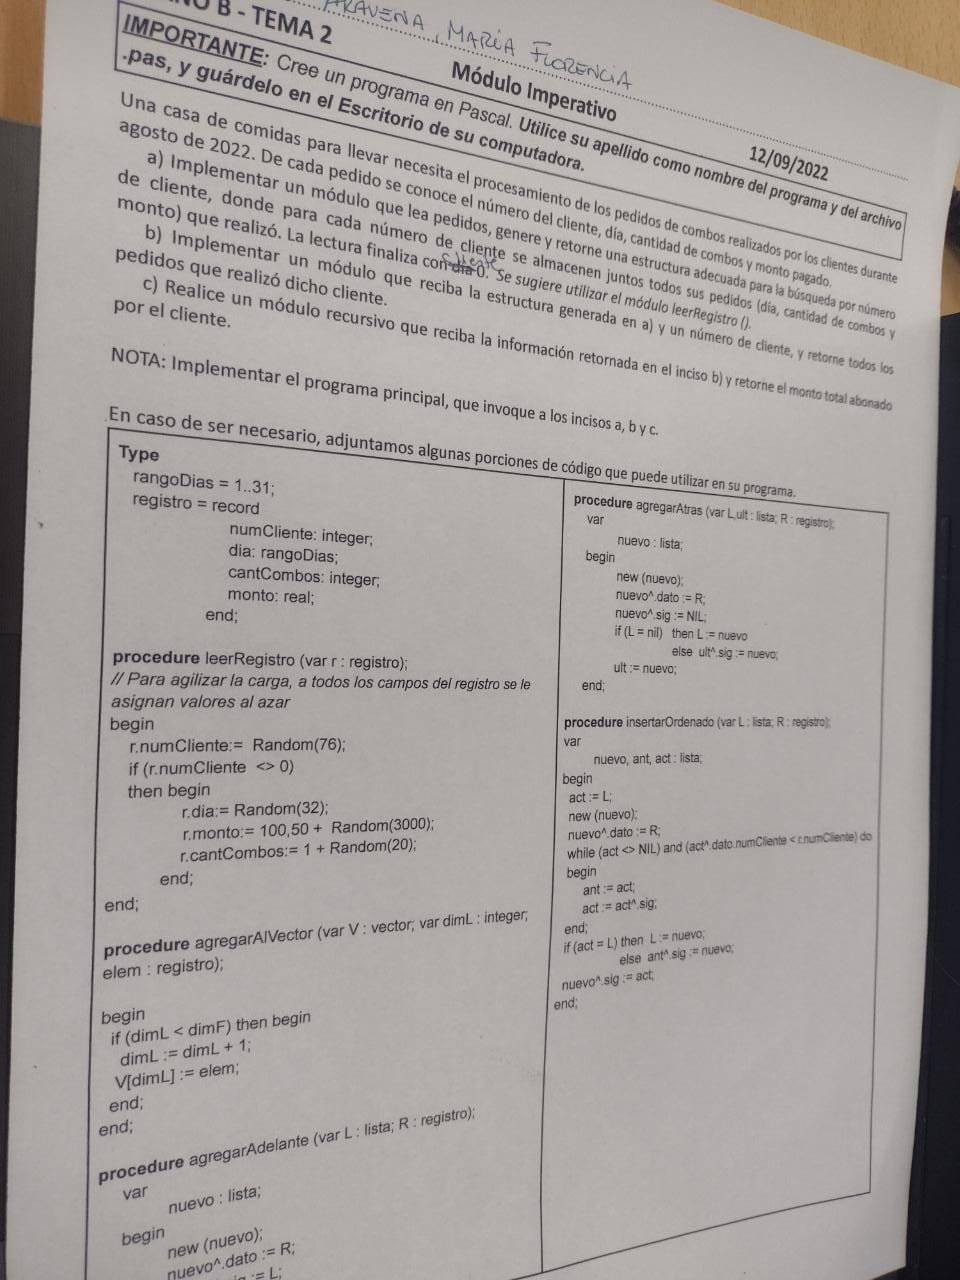 B - TEMA 2
ARAVENA, MARÍA FLORENCIA
Módulo Imperativo
12/09/2022
IMPORTANTE: Cree un programa en Pascal. Utilice su apellido como nombre del programa y del archivo
.pas, y guárdelo en el Escritorio de su computadora.
Una casa de comidas para llevar necesita el procesamiento de los pedidos de combos realizados por los clientes durante
agosto de 2022. De cada pedido se conoce el número del cliente, día, cantidad de combos y monto pagado.
a) Implementar un módulo que lea pedidos, genere y retorne una estructura adecuada para la búsqueda por número
de cliente, donde para cada número de cliente se almacenen juntos todos sus pedidos (día, cantidad de combos y
monto) que realizó. La lectura finaliza con día 0. Se sugiere utilizar el módulo leerRegistro ().
cliente
b) Implementar un módulo que reciba la estructura generada en a) y un número de cliente, y retorne todos los
pedidos que realizó dicho cliente.
c) Realice un módulo recursivo que reciba la información retornada en el inciso b) y retorne el monto total abonado
por el cliente.
NOTA: Implementar el programa principal, que invoque a los incisos a, b y c.
En caso de ser necesario, adjuntamos algunas porciones de código que puede utilizar en su programa.
Type
rangoDias = 1..31;
registro = record
numCliente: integer;
dia: rangoDias;
cantCombos: integer;
monto: real;
end;
procedure leerRegistro (var r : registro);
// Para agilizar la carga, a todos los campos del registro se le
asignan valores al azar
begin
r.numCliente:= Random(76);
if (r.numCliente <> 0)
then begin
r.dia:= Random(32);
r.monto:= 100,50 + Random(3000);
r.cantCombos:= 1 + Random(20);
end;
end;
procedure agregarAlVector (var V : vector; var dimL : integer;
elem : registro);
begin
if (dimL < dimF) then begin
dimL := dimL + 1;
V[dimL] := elem;
end;
end;
procedure agregarAdelante (var L : lista; R : registro);
var
nuevo : lista;
begin
new (nuevo);
nuevo^.dato := R;
:= L;
procedure agregarAtras (var L,ult : lista; R : registro);
var
nuevo : lista;
begin
new (nuevo);
nuevo^.dato := R;
nuevo^.sig := NIL;
if (L = nil) then L := nuevo
else ult^.sig := nuevo;
ult := nuevo;
end;
procedure insertarOrdenado (var L : lista; R : registro);
var
nuevo, ant, act : lista;
begin
act := L;
new (nuevo);
nuevo^.dato := R;
while (act <> NIL) and (act^.dato.numCliente < r.numCliente) do
begin
ant := act;
act := act^.sig;
end;
if (act = L) then L := nuevo;
else ant^.sig := nuevo;
nuevo^.sig := act;
end;